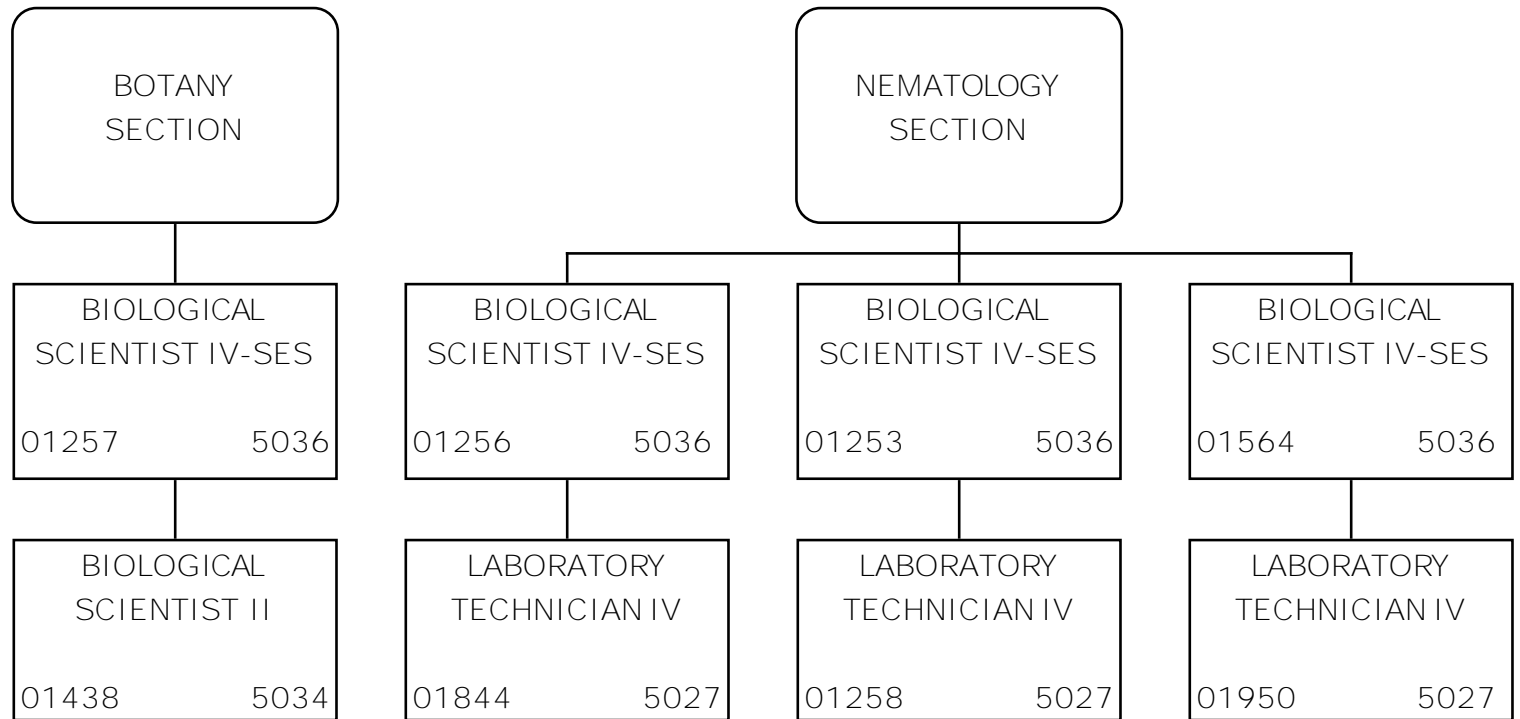 BOTANY
SECTION
NEMATOLOGY
SECTION
BIOLOGICAL
SCIENTIST IV-SES
01257 5036
BIOLOGICAL
SCIENTIST IV-SES
01256 5036
BIOLOGICAL
SCIENTIST IV-SES
01253 5036
BIOLOGICAL
SCIENTIST IV-SES
01564 5036
BIOLOGICAL
SCIENTIST II
01438 5034
LABORATORY
TECHNICIAN IV
01844 5027
LABORATORY
TECHNICIAN IV
01258 5027
LABORATORY
TECHNICIAN IV
01950 5027